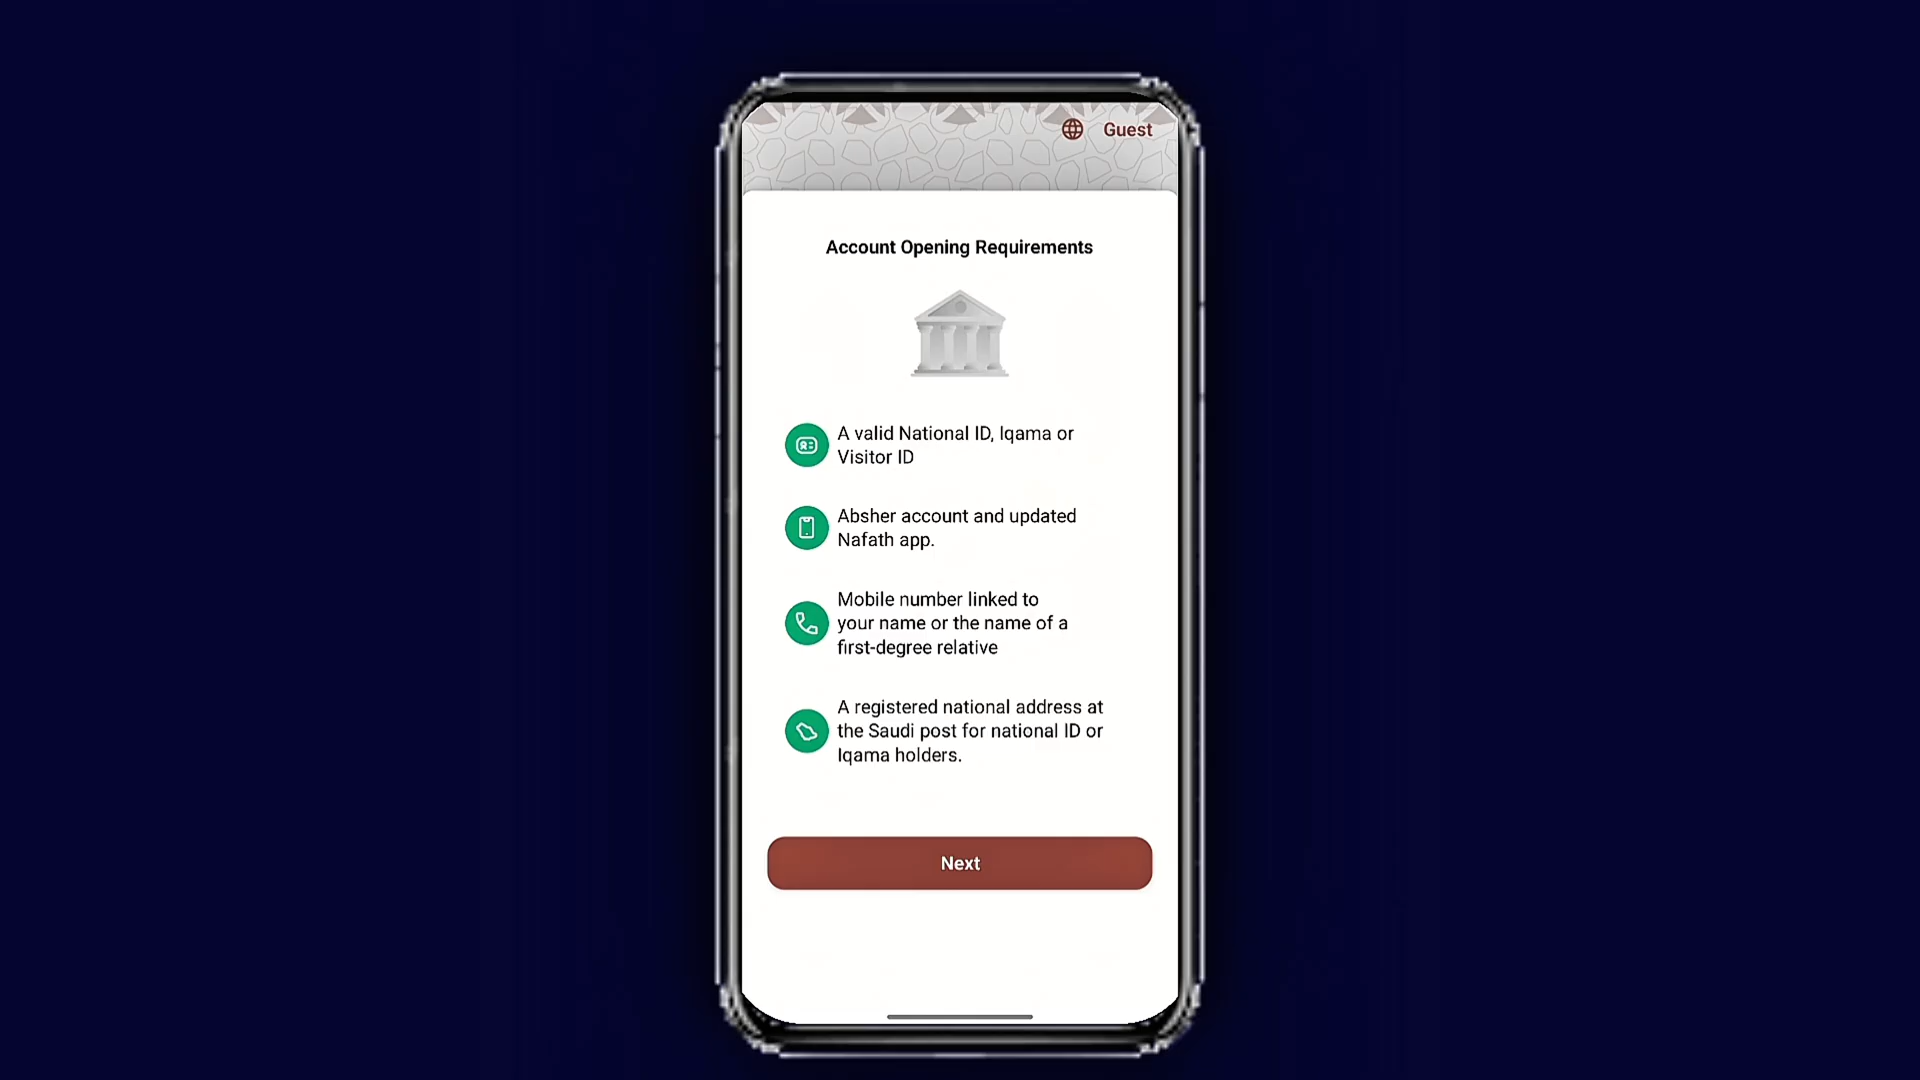 Guest
Account Opening Requirements
A valid National ID, Iqama or
Visitor ID
Absher account and updated
Nafath app.
Mobile number linked to
your name or the name of a
first-degree relative
A registered national address at
the Saudi post for national ID or
Iqama holders.
Next